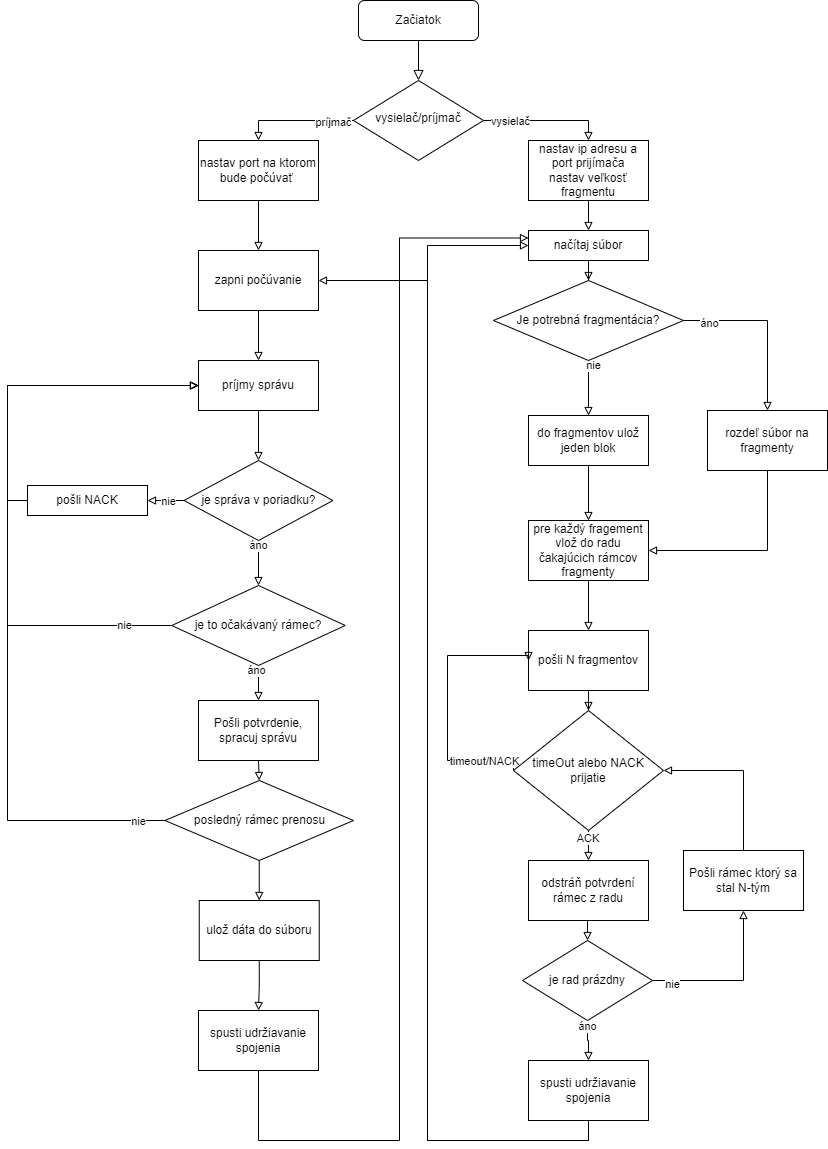 Začiatok
vysielač/príjmač
príjmač
vysielač
nastav port na ktorom
bude počúvať
nastav ip adresu a
port prijímača
nastav veľkosť
fragmentu
zapni počúvanie
načítaj súbor
Je potrebná fragmentácia?
áno
nie
príjmy správu
do fragmentov ulož
jeden blok
rozdeľ súbor na
fragmenty
je správa v poriadku?
nie
pošli NACK
áno
pre každý fragement
vlož do radu
čakajúcich rámcov
fragmenty
je to očakávaný rámec?
nie
áno
pošli N fragmentov
Pošli potvrdenie,
spracuj správu
timeOut alebo NACK
prijatie
timeout/NACK
ACK
posledný rámec prenosu
nie
odstráň potvrdení
rámec z radu
Pošli rámec ktorý sa
stal N-tým
ulož dáta do súboru
je rad prázdny
nie
áno
spusti udržiavanie
spojenia
spusti udržiavanie
spojenia